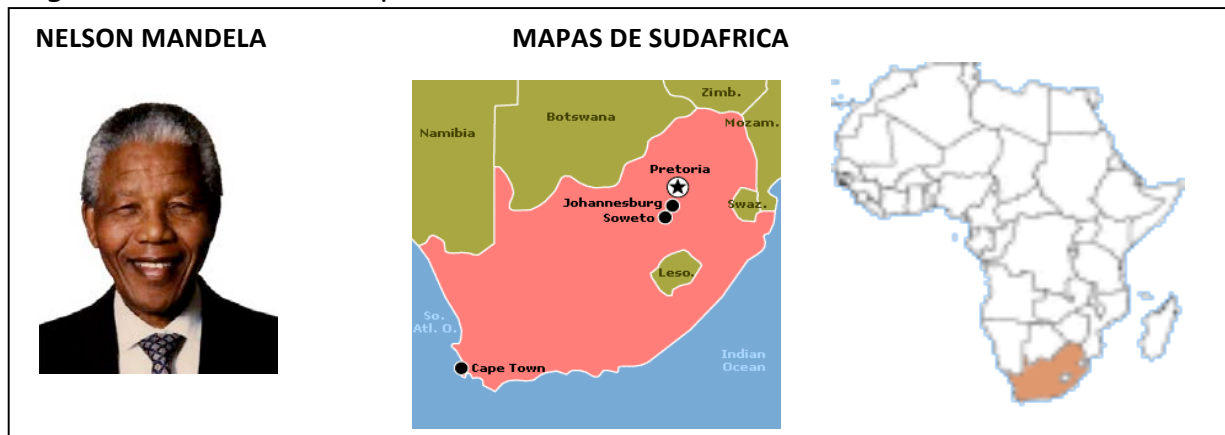 NELSON MANDELA
MAPAS DE SUDAFRICA
Zimb.
Botswana
Mozam.
Namibia
Pretoria
Johannesburg
Swaz.
Soweto
Leso.
So.
Atl. O.
Indian
Ocean
Cape Town